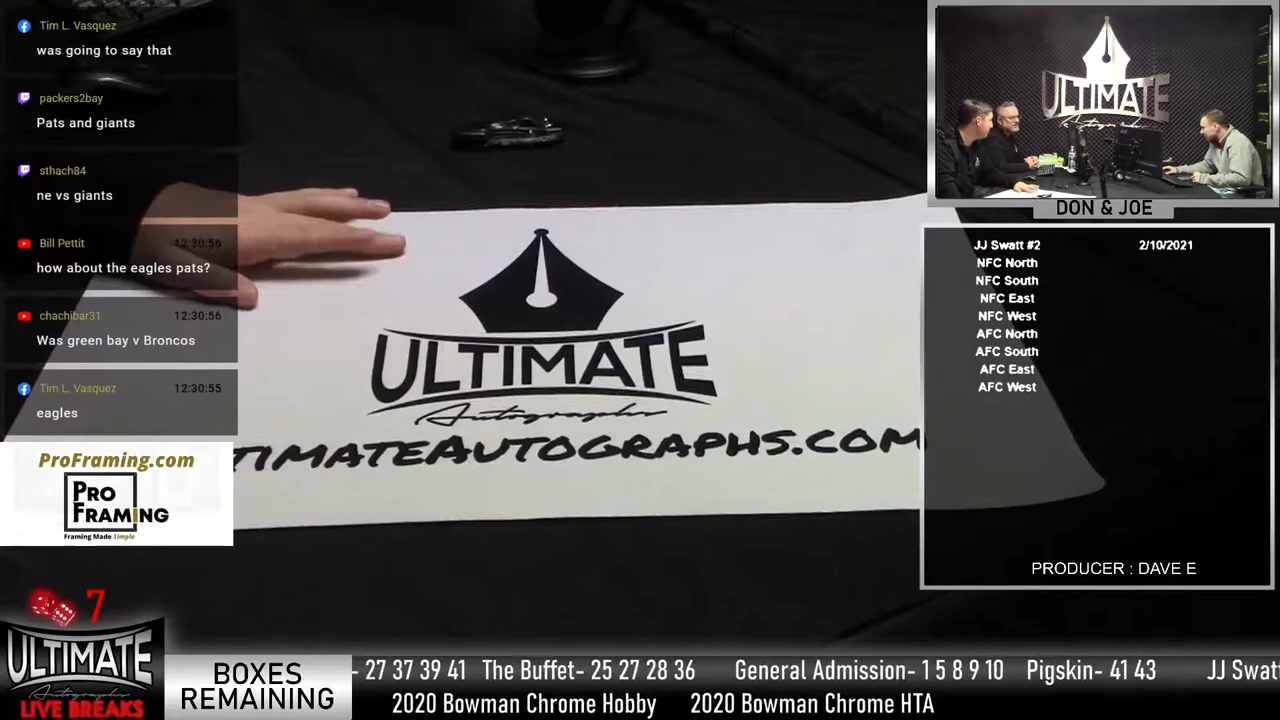 Tim L. Vasquez
was going to say that
packers2bay
Pats and giants
sthach84
ne vs giants
Bill Pettit 12:30:56
how about the eagles pats?
chachibar31 12:30:56
Was green bay v Broncos
Tim L. Vasquez 12:30:55
eagles
ProFraming.com
PRO
FRAMING
Framing Made Simple
7
ULTIMATE
Autographs
LIVE BREAKS
ULTIMATE
Autographs
TIMATEAUTOGRAPHS.COM
ULTIMATE
Autographs
DON & JOE
JJ Swatt #2 2/10/2021
NFC North
NFC South
NFC East
NFC West
AFC North
AFC South
AFC East
AFC West
PRODUCER : DAVE E
BOXES
REMAINING
- 27 37 39 41 The Buffet- 25 27 28 36 General Admission- 1 5 8 9 10 Pigskin- 41 43 JJ Swat
2020 Bowman Chrome Hobby 2020 Bowman Chrome HTA